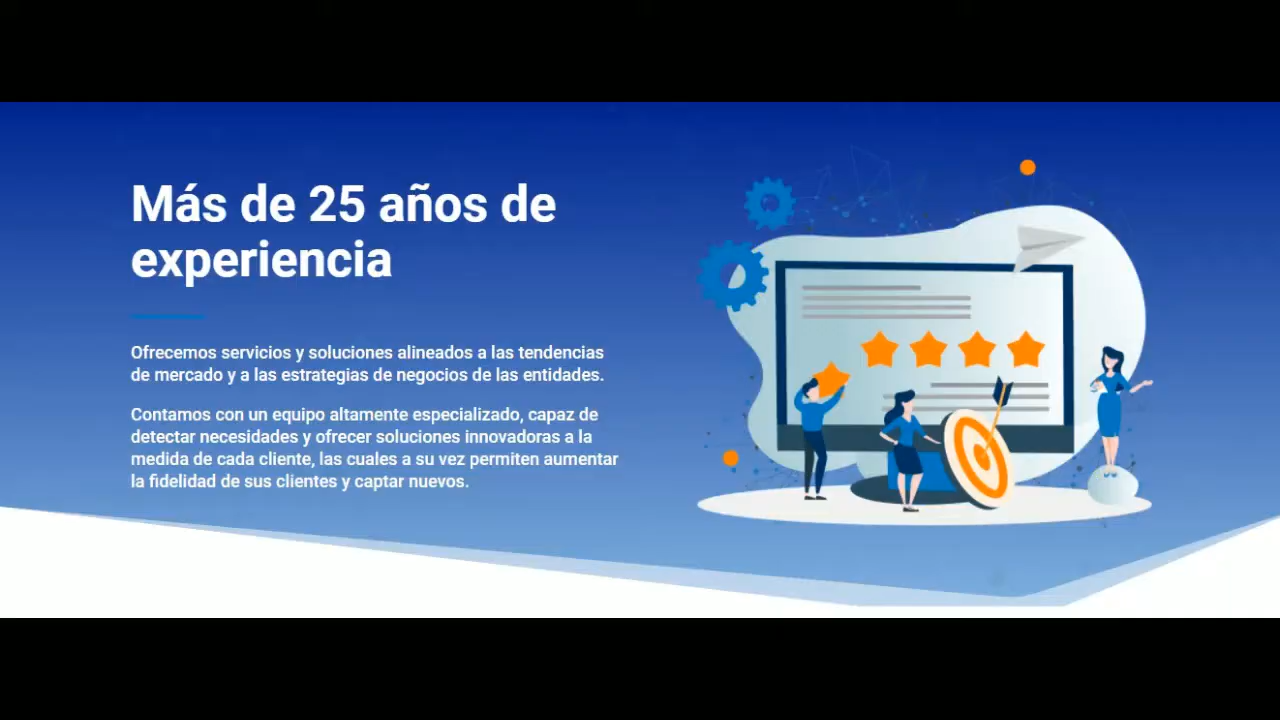 Más de 25 años de
experiencia
Ofrecemos servicios y soluciones alineados a las tendencias
de mercado y a las estrategias de negocios de las entidades.
Contamos con un equipo altamente especializado, capaz de
detectar necesidades y ofrecer soluciones innovadoras a la
medida de cada cliente, las cuales a su vez permiten aumentar
la fidelidad de sus clientes y captar nuevos.